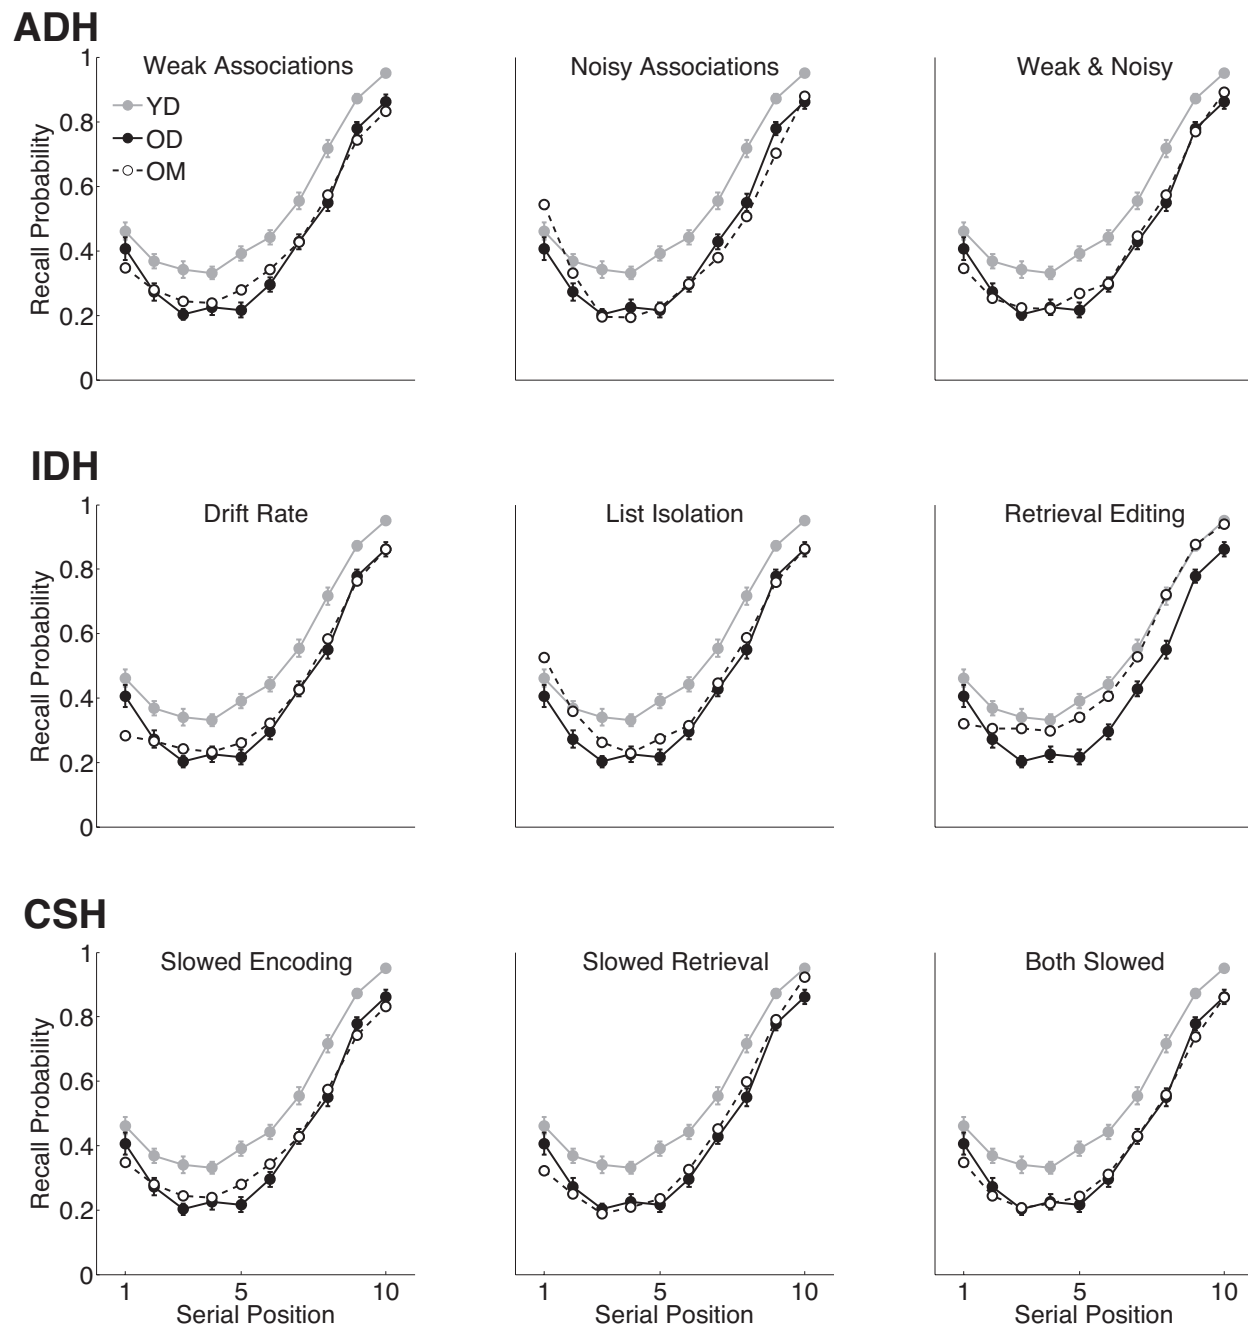 ADH
Weak Associations
Noisy Associations
Weak & Noisy
YD
OD
OM
Recall Probability
1
0.8
0.6
0.4
0.2
0
IDH
Drift Rate
List Isolation
Retrieval Editing
Recall Probability
1
0.8
0.6
0.4
0.2
0
CSH
Slowed Encoding
Slowed Retrieval
Both Slowed
Recall Probability
1
0.8
0.6
0.4
0.2
0
1 5 10
1 5 10
1 5 10
Serial Position
Serial Position
Serial Position